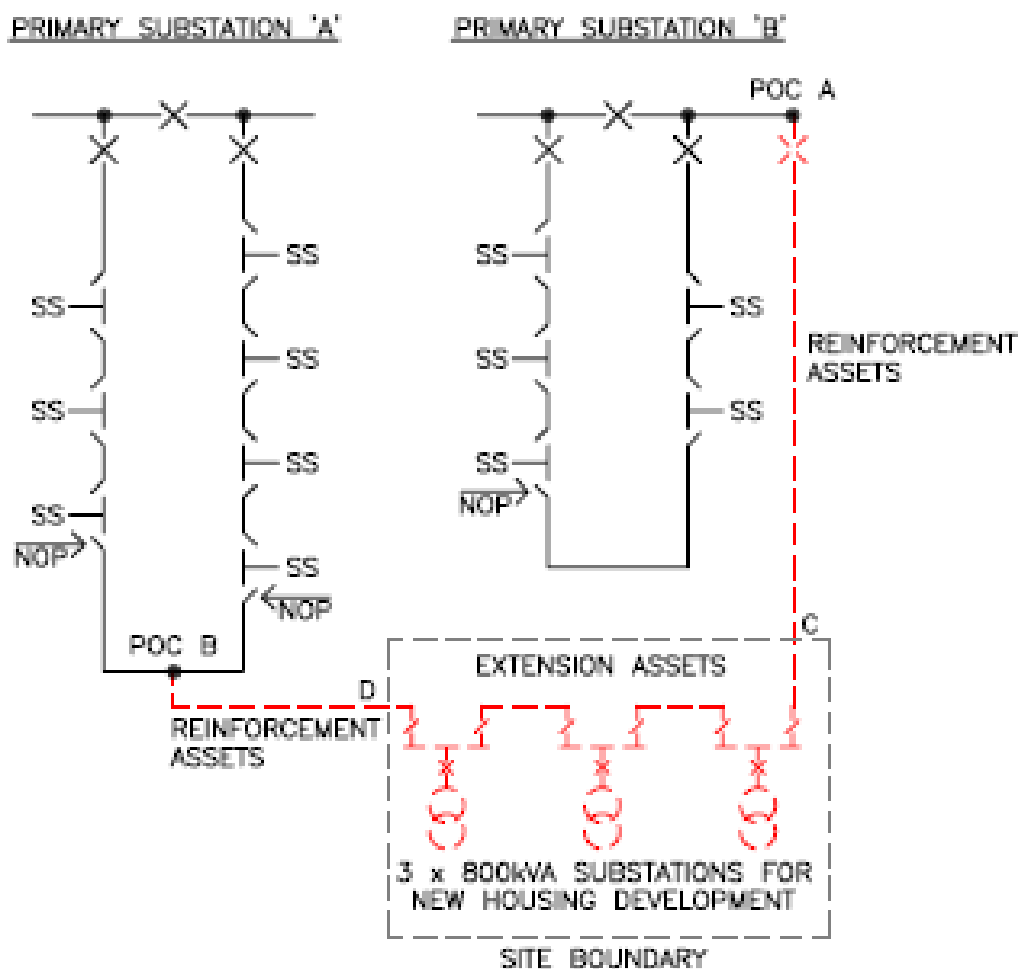 PRIMARY SUBSTATION 'A'
PRIMARY SUBSTATION 'B'
POC A
SS
SS
SS
SS
SS
SS
SS
NOP
NOP
SS
SS
SS
SS
SS
NOP
REINFORCEMENT
ASSETS
POC B
D
REINFORCEMENT
ASSETS
C
EXTENSION ASSETS
3 x 800kVA SUBSTATIONS FOR
NEW HOUSING DEVELOPMENT
SITE BOUNDARY